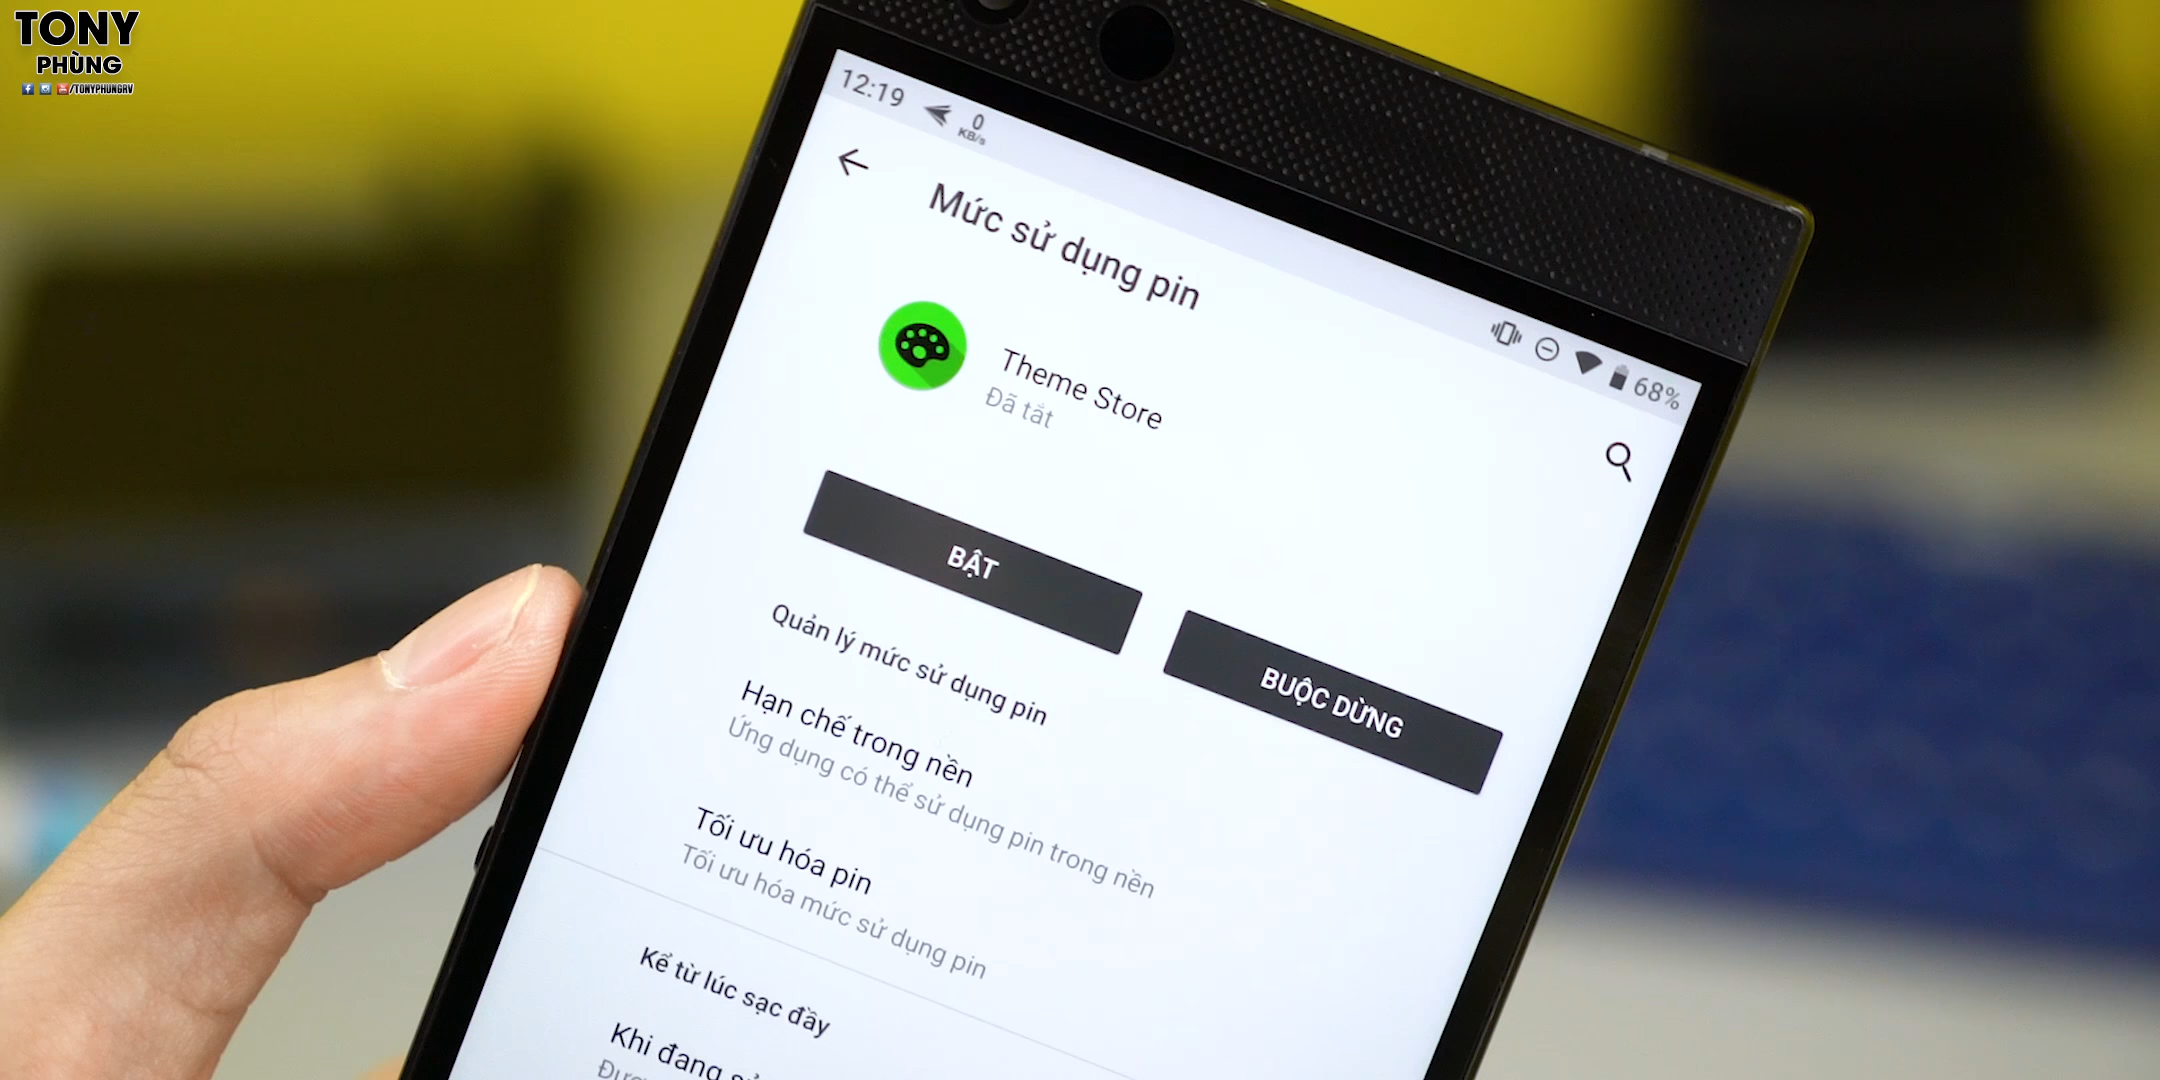 TONY
PHÙNG
/TONYPHUNGRV
12:19
0
KB/s
68%
Mức sử dụng pin
Theme Store
Đã tắt
BẬT
BUỘC DỪNG
Quản lý mức sử dụng pin
Hạn chế trong nền
Ứng dụng có thể sử dụng pin trong nền
Tối ưu hóa pin
Tối ưu hóa mức sử dụng pin
Kể từ lúc sạc đầy
Khi đang